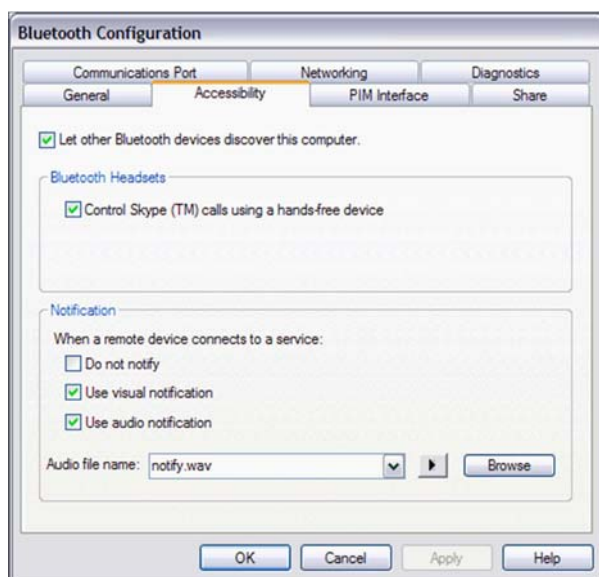 Bluetooth Configuration
Communications Port Networking Diagnostics
General Accessibility PIM Interface Share
Let other Bluetooth devices discover this computer.
Bluetooth Headsets
Control Skype (TM) calls using a hands-free device
Notification
When a remote device connects to a service:
Do not notify
Use visual notification
Use audio notification
Audio file name: notify.wav Browse
OK Cancel Apply Help